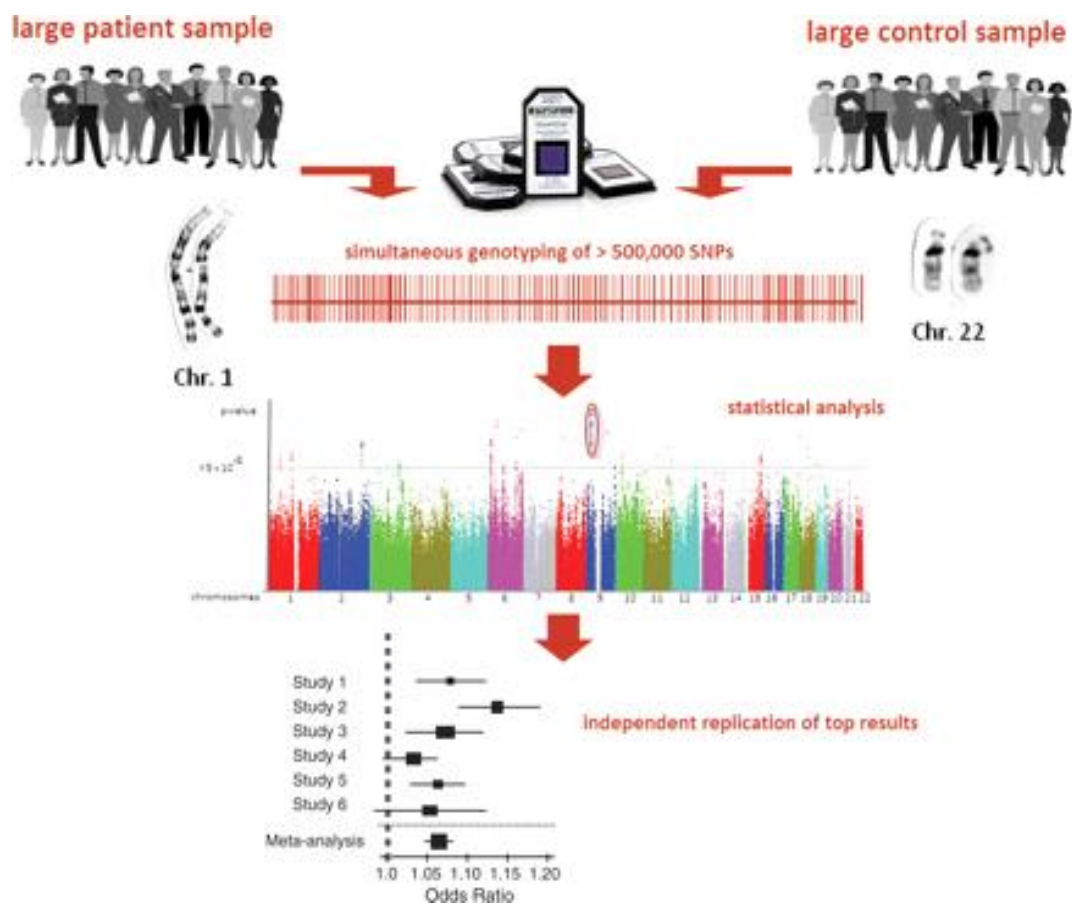 large patient sample
large control sample
simultaneous genotyping of > 500,000 SNPs
Chr. 1
Chr. 22
p-value
statistical analysis
chromosomes
1 2 3 4 5 6 7 8 9 10 11 12 13 14 15 16 17 18 19 20 21 22
Study 1
Study 2
independent replication of top results
Study 3
Study 4
Study 5
Study 6
Meta-analysis
1.0 1.05 1.10 1.15 1.20
Odds Ratio